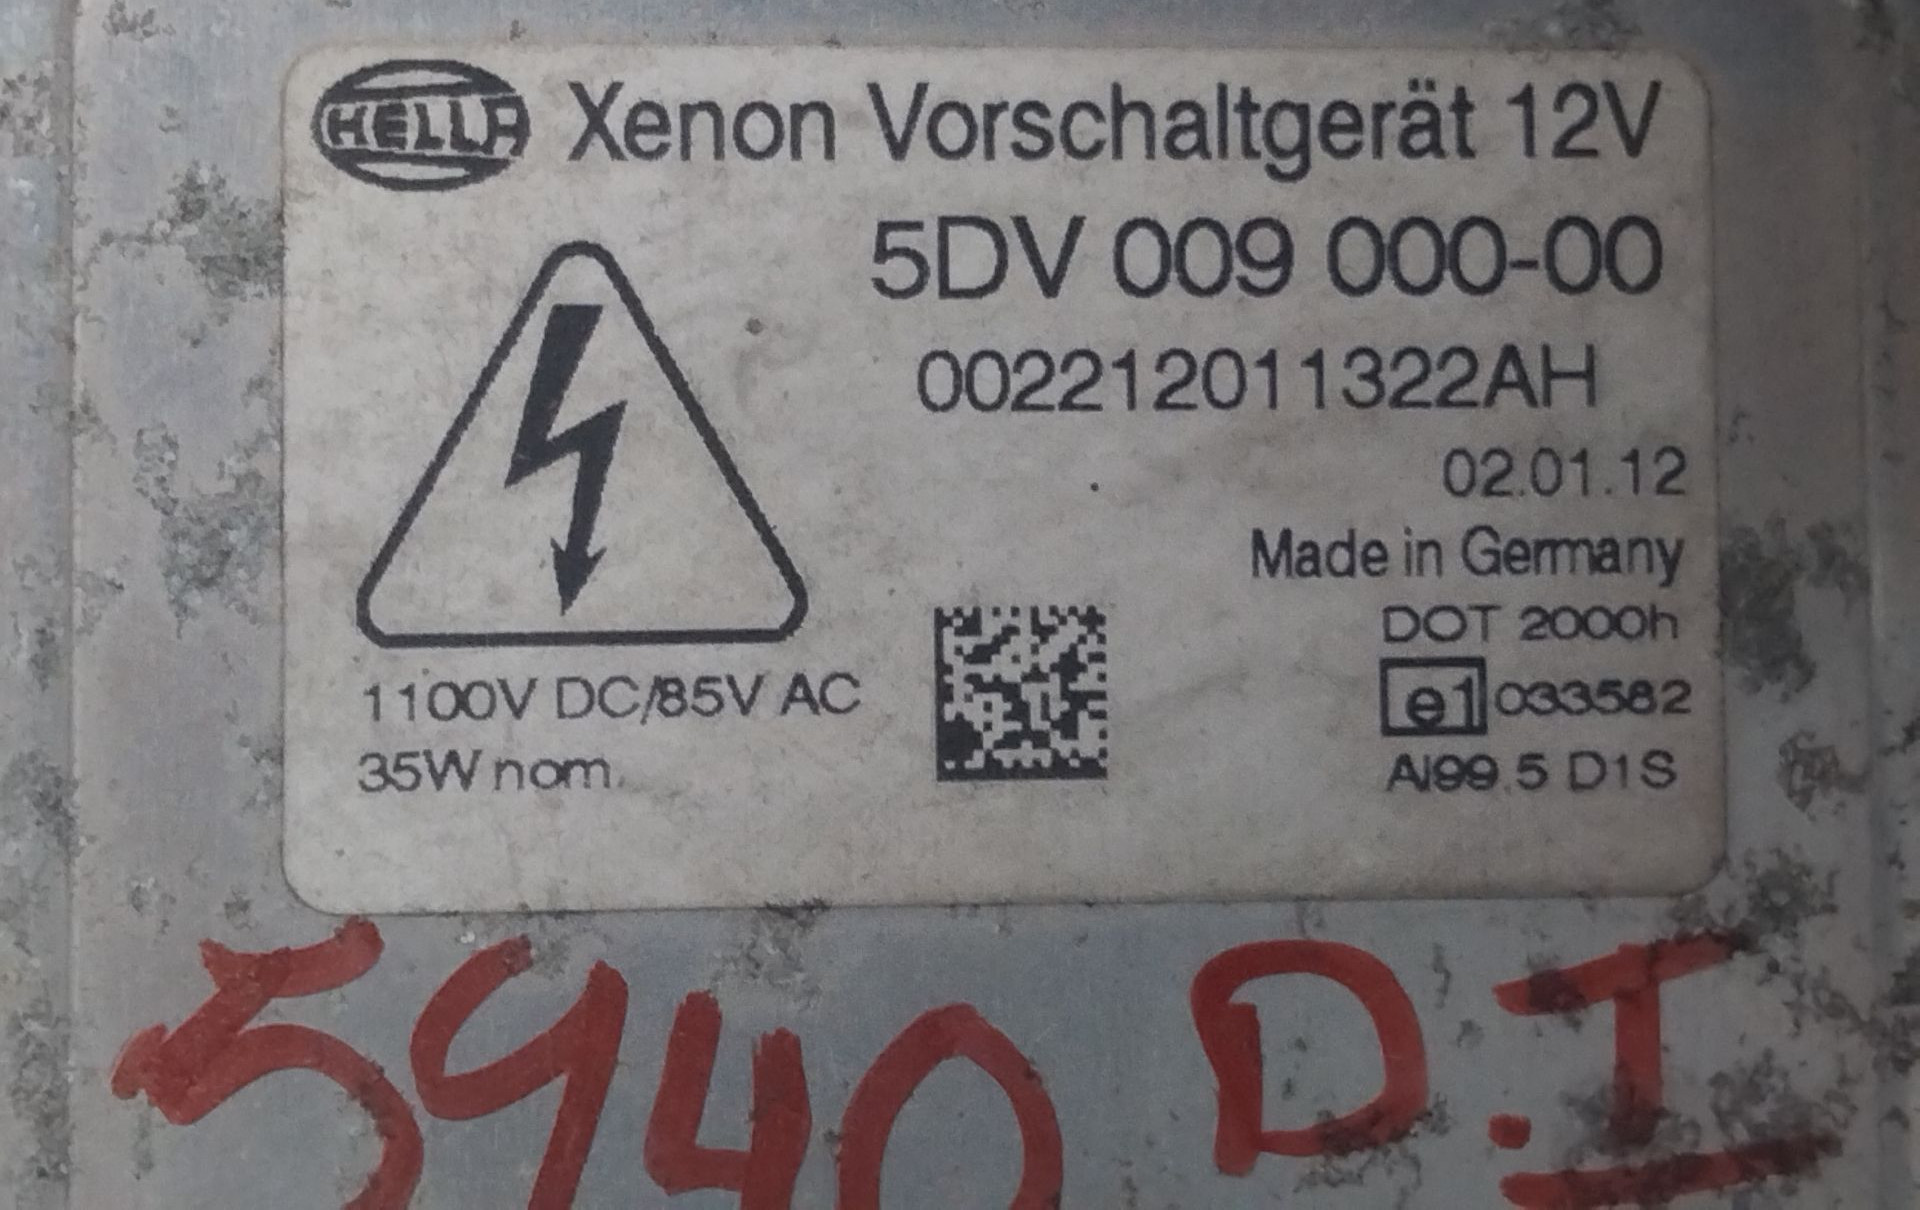 HELLA Xenon Vorschaltgerät 12V
5DV 009 000-00
002212011322AH
02.01.12
Made in Germany
DOT 2000h
1100V DC/85V AC
e1 033582
35W nom.
AI99.5 D1S
5940 D.I